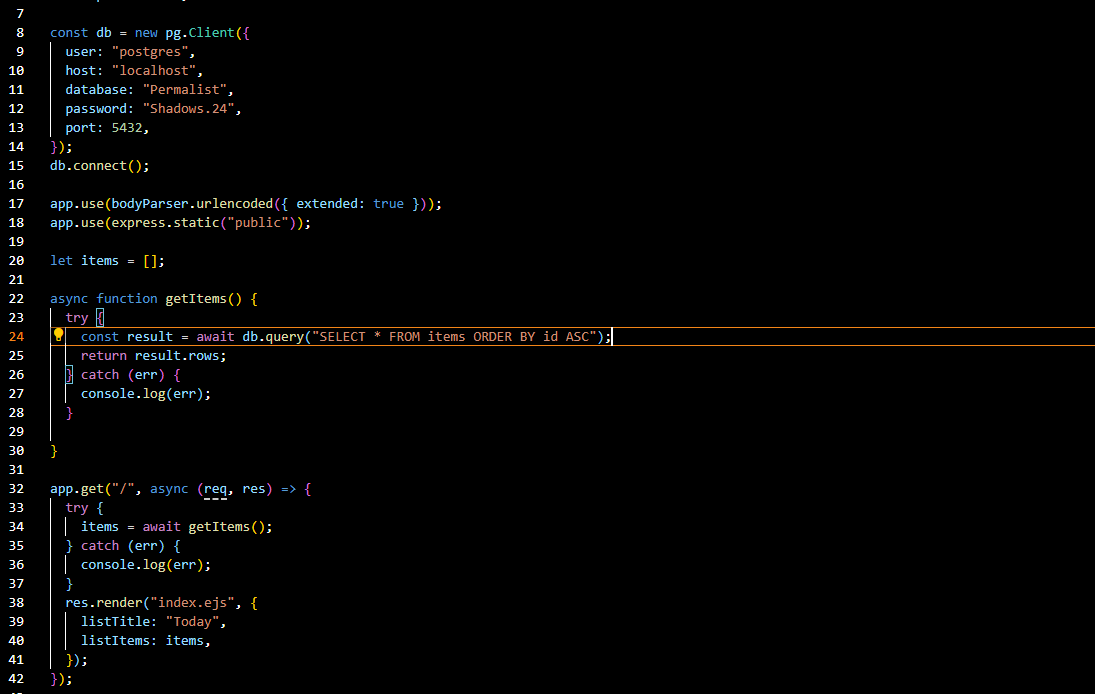 7
8 const db = new pg.Client({
9 user: "postgres",
10 host: "localhost",
11 database: "Permalist",
12 password: "Shadows.24",
13 port: 5432,
14 });
15 db.connect();
16
17 app.use(bodyParser.urlencoded({ extended: true }));
18 app.use(express.static("public"));
19
20 let items = [];
21
22 async function getItems() {
23 try {
24 const result = await db.query("SELECT * FROM items ORDER BY id ASC");
25 return result.rows;
26 } catch (err) {
27 console.log(err);
28 }
29
30 }
31
32 app.get("/", async (req, res) => {
33 try {
34 items = await getItems();
35 } catch (err) {
36 console.log(err);
37 }
38 res.render("index.ejs", {
39 listTitle: "Today",
40 listItems: items,
41 });
42 });